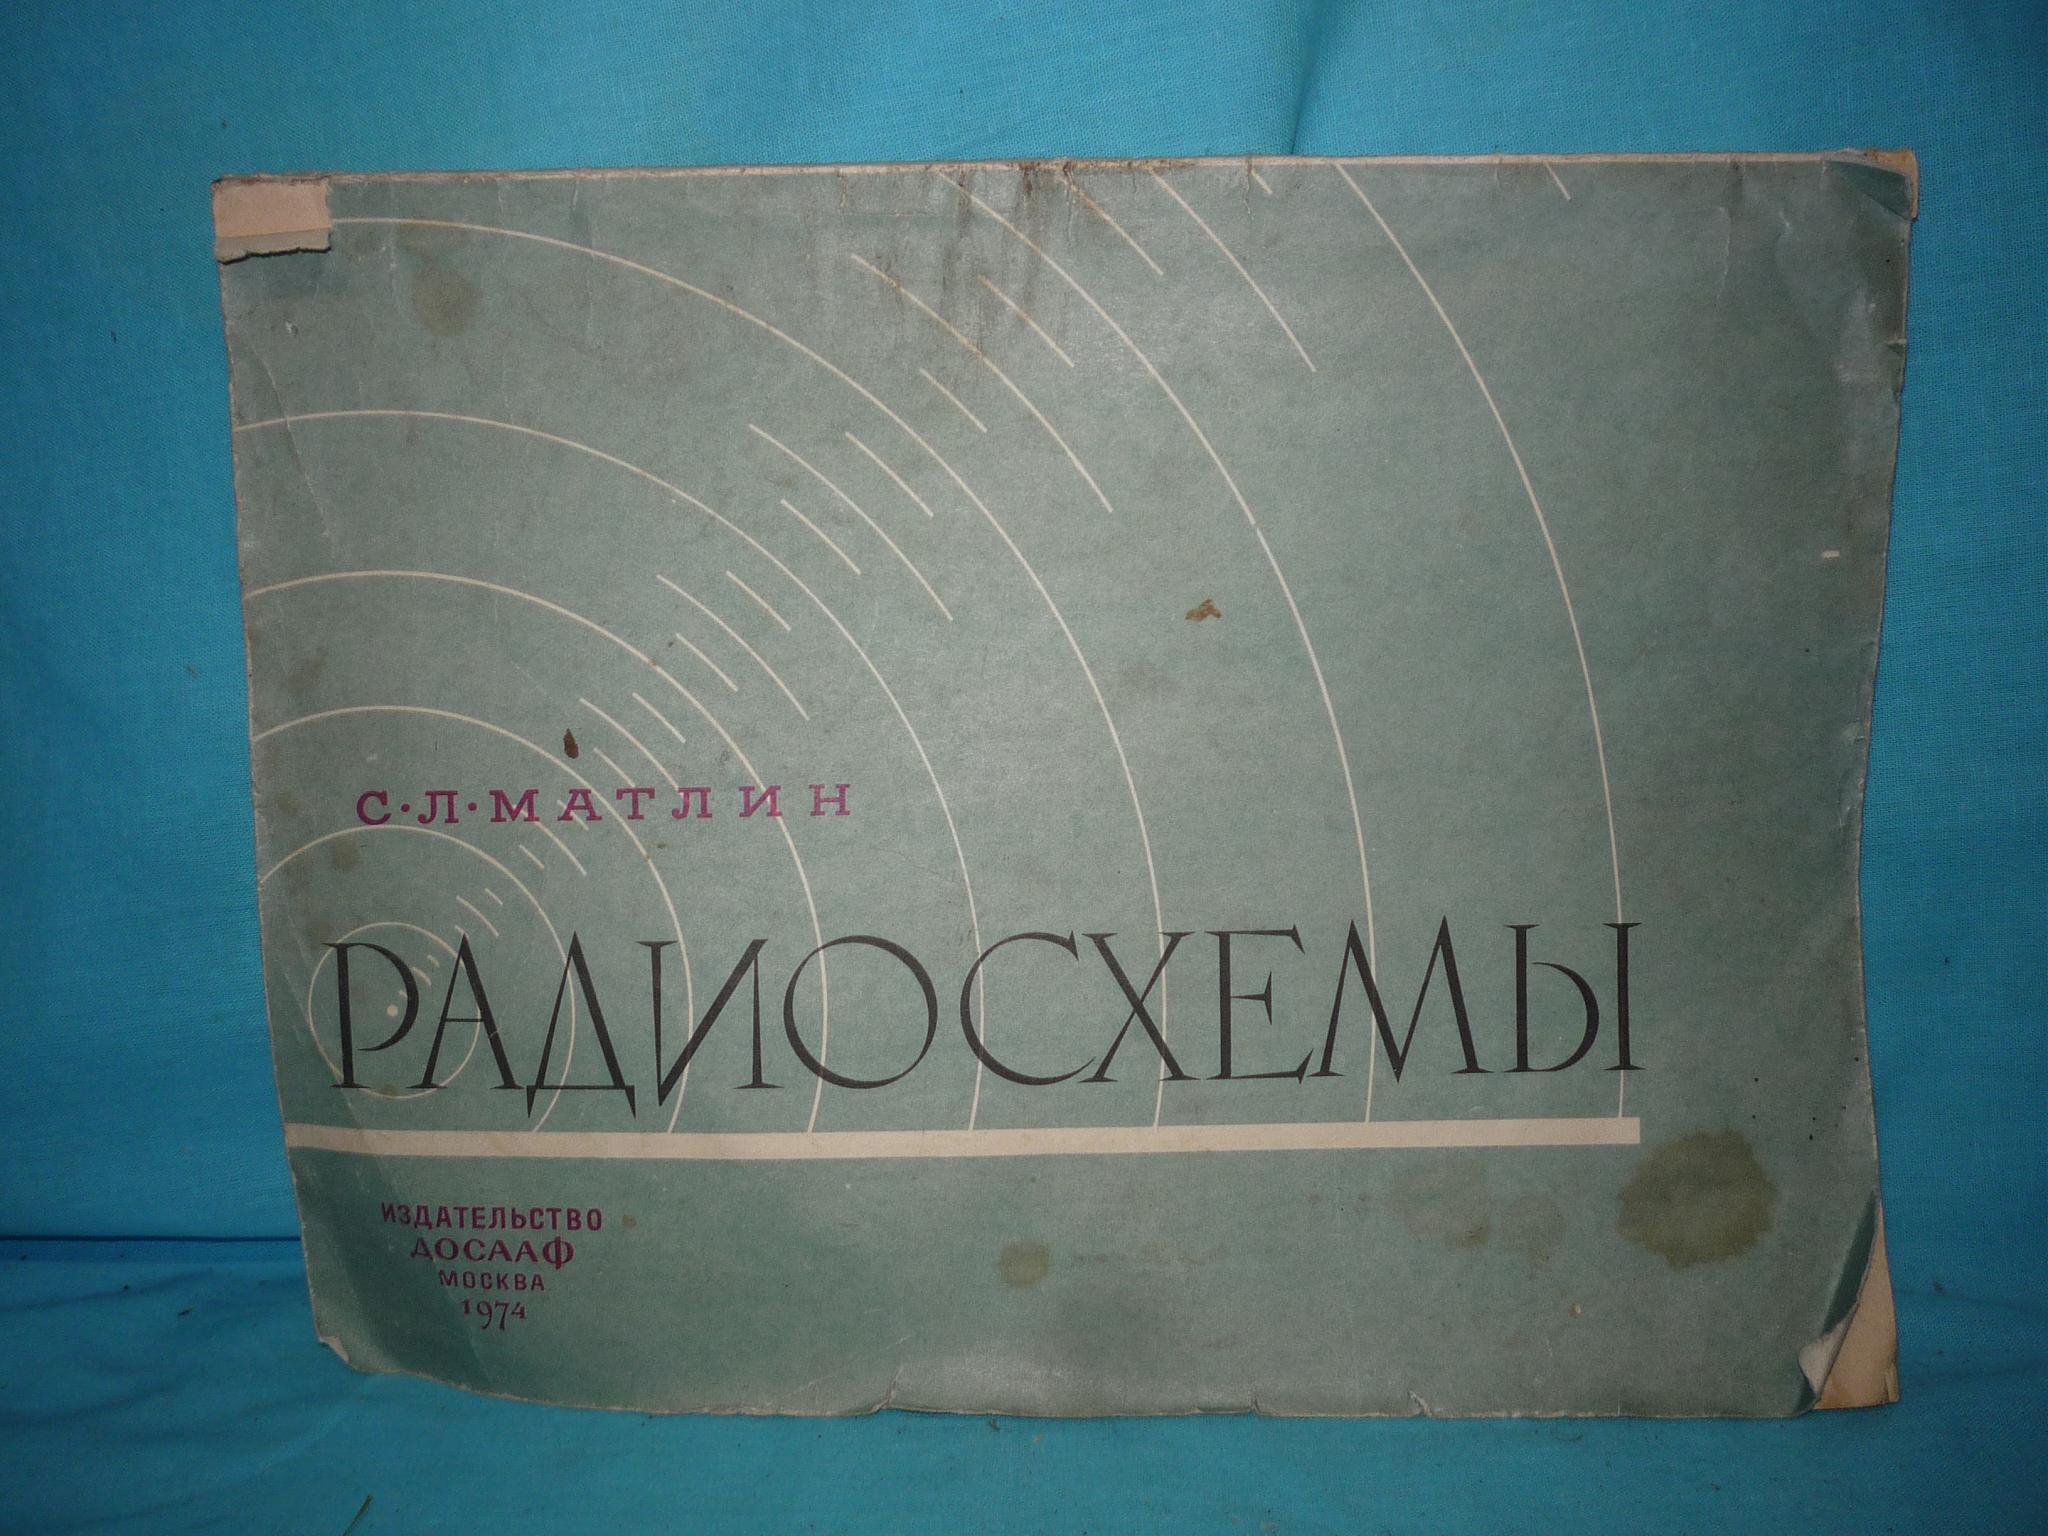 С·Л·МАТЛИН
РАДИОСХЕМЫ
ИЗДАТЕЛЬСТВО
ДОСААФ
МОСКВА
1974